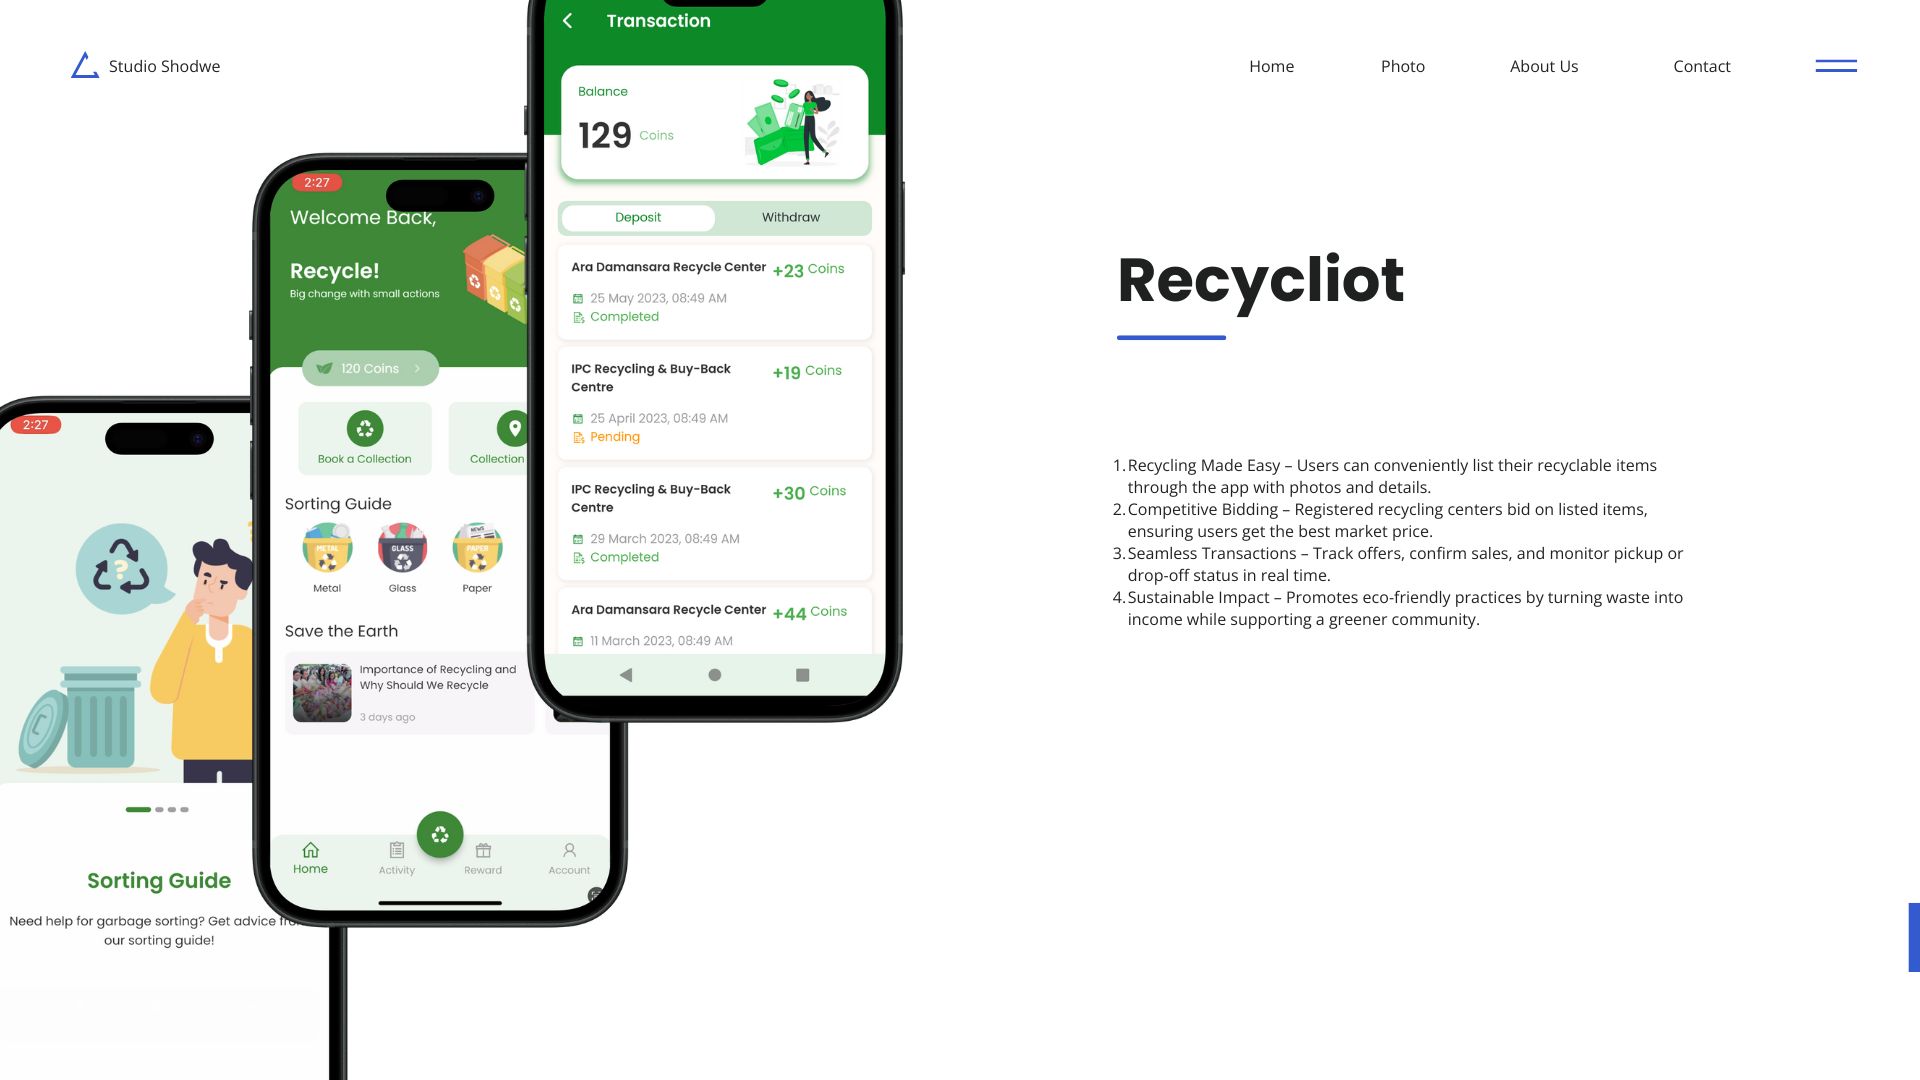 Studio Shodwe
Home
Photo
About Us
Contact
Transaction
Balance
129 Coins
Deposit
Withdraw
Ara Damansara Recycle Center +23 Coins
25 May 2023, 08:49 AM
Completed
IPC Recycling & Buy-Back
Centre
+19 Coins
25 April 2023, 08:49 AM
Pending
IPC Recycling & Buy-Back
Centre
+30 Coins
29 March 2023, 08:49 AM
Completed
Ara Damansara Recycle Center +44 Coins
11 March 2023, 08:49 AM
2:27
Welcome Back,
Recycle!
Big change with small actions
120 Coins
Book a Collection
Collection
Sorting Guide
METAL
GLASS
NEWS
PAPER
Metal
Glass
Paper
Save the Earth
Importance of Recycling and
Why Should We Recycle
3 days ago
Home
Activity
Reward
Account
2:27
?
Sorting Guide
Need help for garbage sorting? Get advice
our sorting guide!
Recycliot
1. Recycling Made Easy – Users can conveniently list their recyclable items
through the app with photos and details.
2. Competitive Bidding – Registered recycling centers bid on listed items,
ensuring users get the best market price.
3. Seamless Transactions – Track offers, confirm sales, and monitor pickup or
drop-off status in real time.
4. Sustainable Impact – Promotes eco-friendly practices by turning waste into
income while supporting a greener community.